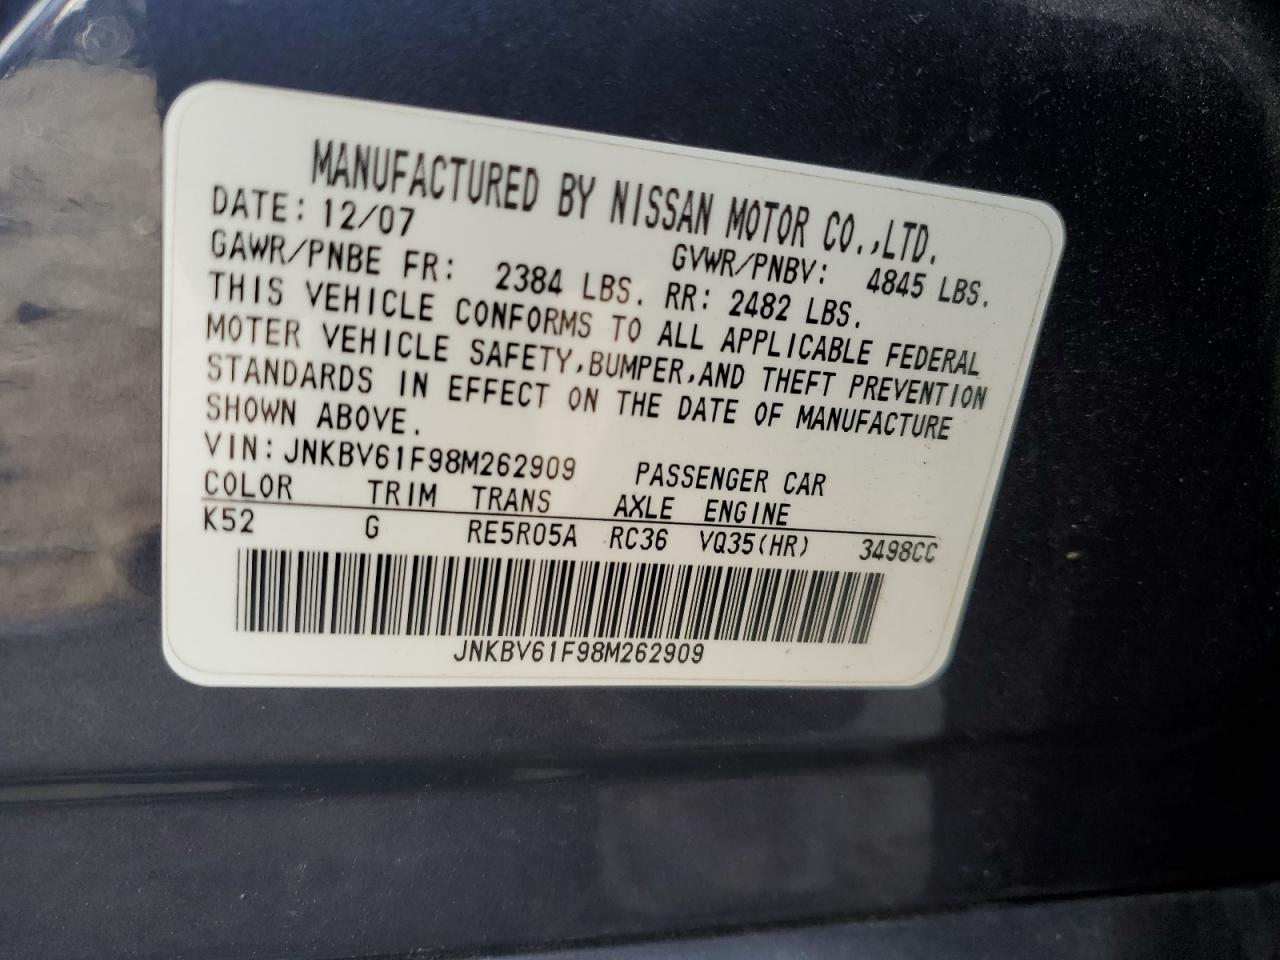 MANUFACTURED BY NISSAN MOTOR CO.,LTD.
DATE: 12/07 GVWR/PNBV: 4845 LBS.
GAWR/PNBE FR: 2384 LBS. RR: 2482 LBS.
THIS VEHICLE CONFORMS TO ALL APPLICABLE FEDERAL
MOTER VEHICLE SAFETY,BUMPER,AND THEFT PREVENTION
STANDARDS IN EFFECT ON THE DATE OF MANUFACTURE
SHOWN ABOVE.
VIN: JNKBV61F98M262909 PASSENGER CAR
COLOR TRIM TRANS AXLE ENGINE
K52 G RE5R05A RC36 VQ35(HR) 3498CC
JNKBV61F98M262909